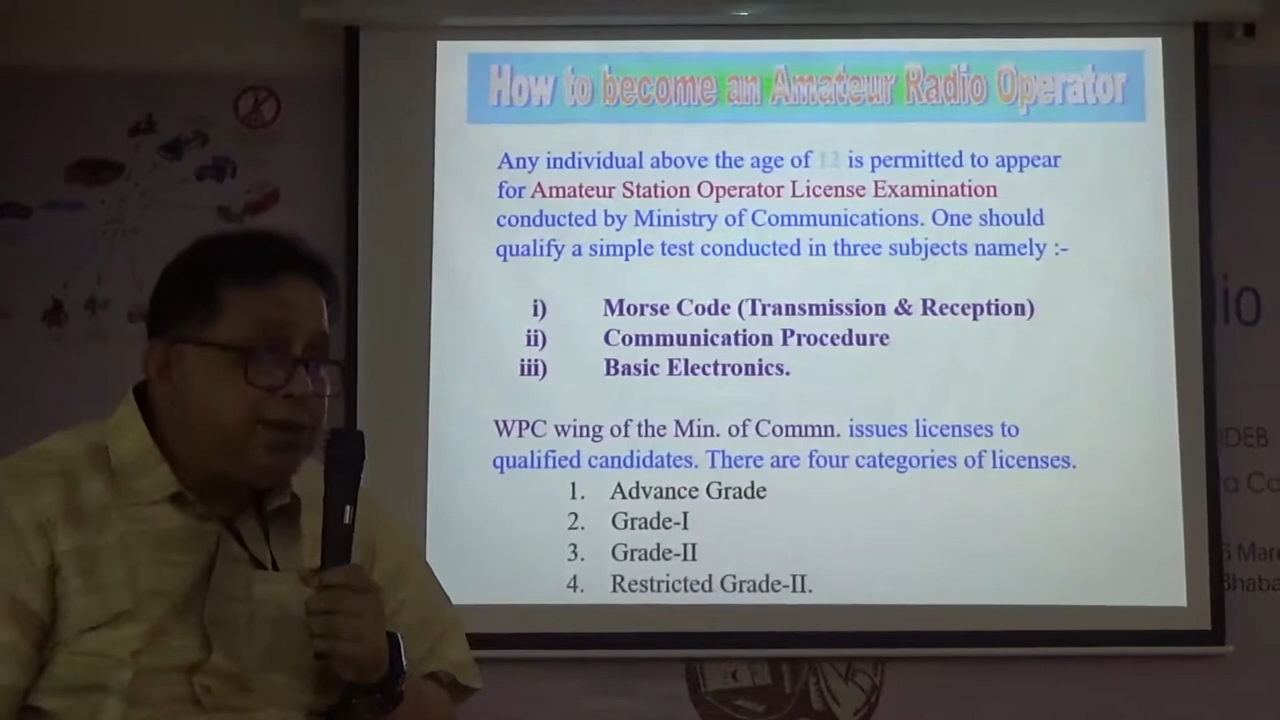 How to become an Amateur Radio Operator
Any individual above the age of 12 is permitted to appear
for Amateur Station Operator License Examination
conducted by Ministry of Communications. One should
qualify a simple test conducted in three subjects namely :-
i) Morse Code (Transmission & Reception)
ii) Communication Procedure
iii) Basic Electronics.
WPC wing of the Min. of Commn. issues licenses to
qualified candidates. There are four categories of licenses.
1. Advance Grade
2. Grade-I
3. Grade-II
4. Restricted Grade-II.
IDEB